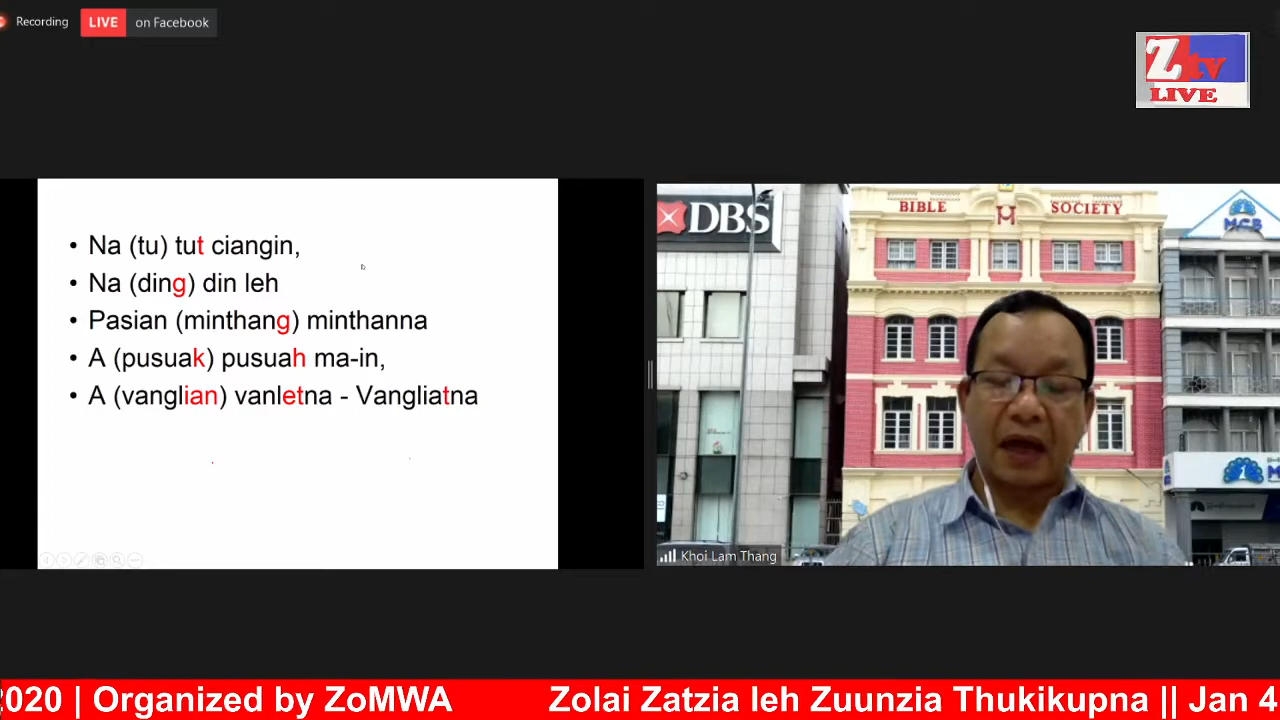 Recording LIVE on Facebook
Z tv
LIVE
• Na (tu) tut ciangin,
• Na (ding) din leh
• Pasian (minthang) minthanna
• A (pusuak) pusuah ma-in,
• A (vanglian) vanletna - Vangliatna
DBS
BIBLE SOCIETY
MCB
Khoi Lam Thang
2020 | Organized by ZoMWA Zolai Zatzia leh Zuunzia Thukikupna || Jan 4